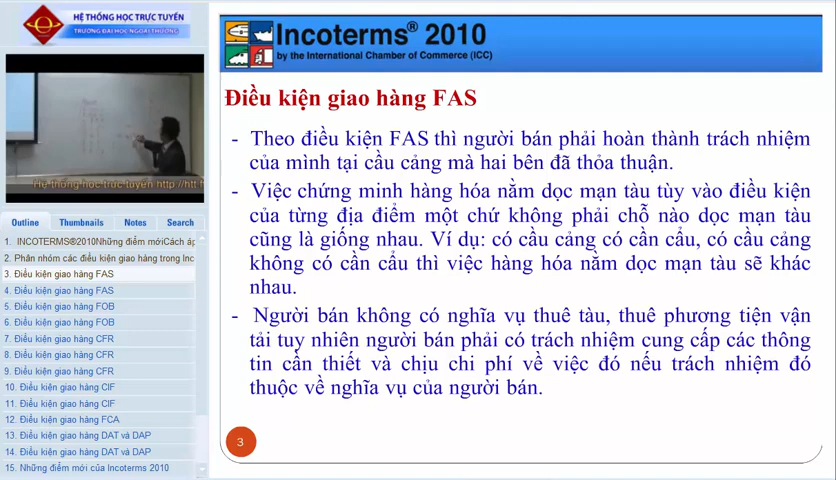 HỆ THỐNG HỌC TRỰC TUYẾN
TRƯỜNG ĐẠI HỌC NGOẠI THƯƠNG
He thong hoc truc tuyen http://htt.h
Outline Thumbnails Notes Search
1. INCOTERMS®2010Những điểm mớiCách áp
2. Phân nhóm các điều kiện giao hàng trong Inc
3. Điều kiện giao hàng FAS
4. Điều kiện giao hàng FAS
5. Điều kiện giao hàng FOB
6. Điều kiện giao hàng FOB
7. Điều kiện giao hàng CFR
8. Điều kiện giao hàng CFR
9. Điều kiện giao hàng CFR
10. Điều kiện giao hàng CIF
11. Điều kiện giao hàng CIF
12. Điều kiện giao hàng FCA
13. Điều kiện giao hàng DAT và DAP
14. Điều kiện giao hàng DAT và DAP
15. Những điểm mới của Incoterms 2010
Incoterms® 2010
by the International Chamber of Commerce (ICC)
Điều kiện giao hàng FAS
- Theo điều kiện FAS thì người bán phải hoàn thành trách nhiệm
của mình tại cầu cảng mà hai bên đã thỏa thuận.
- Việc chứng minh hàng hóa nằm dọc mạn tàu tùy vào điều kiện
của từng địa điểm một chứ không phải chỗ nào dọc mạn tàu
cũng là giống nhau. Ví dụ: có cầu cảng có cần cẩu, có cầu cảng
không có cần cẩu thì việc hàng hóa nằm dọc mạn tàu sẽ khác
nhau.
- Người bán không có nghĩa vụ thuê tàu, thuê phương tiện vận
tải tuy nhiên người bán phải có trách nhiệm cung cấp các thông
tin cần thiết và chịu chi phí về việc đó nếu trách nhiệm đó
thuộc về nghĩa vụ của người bán.
3